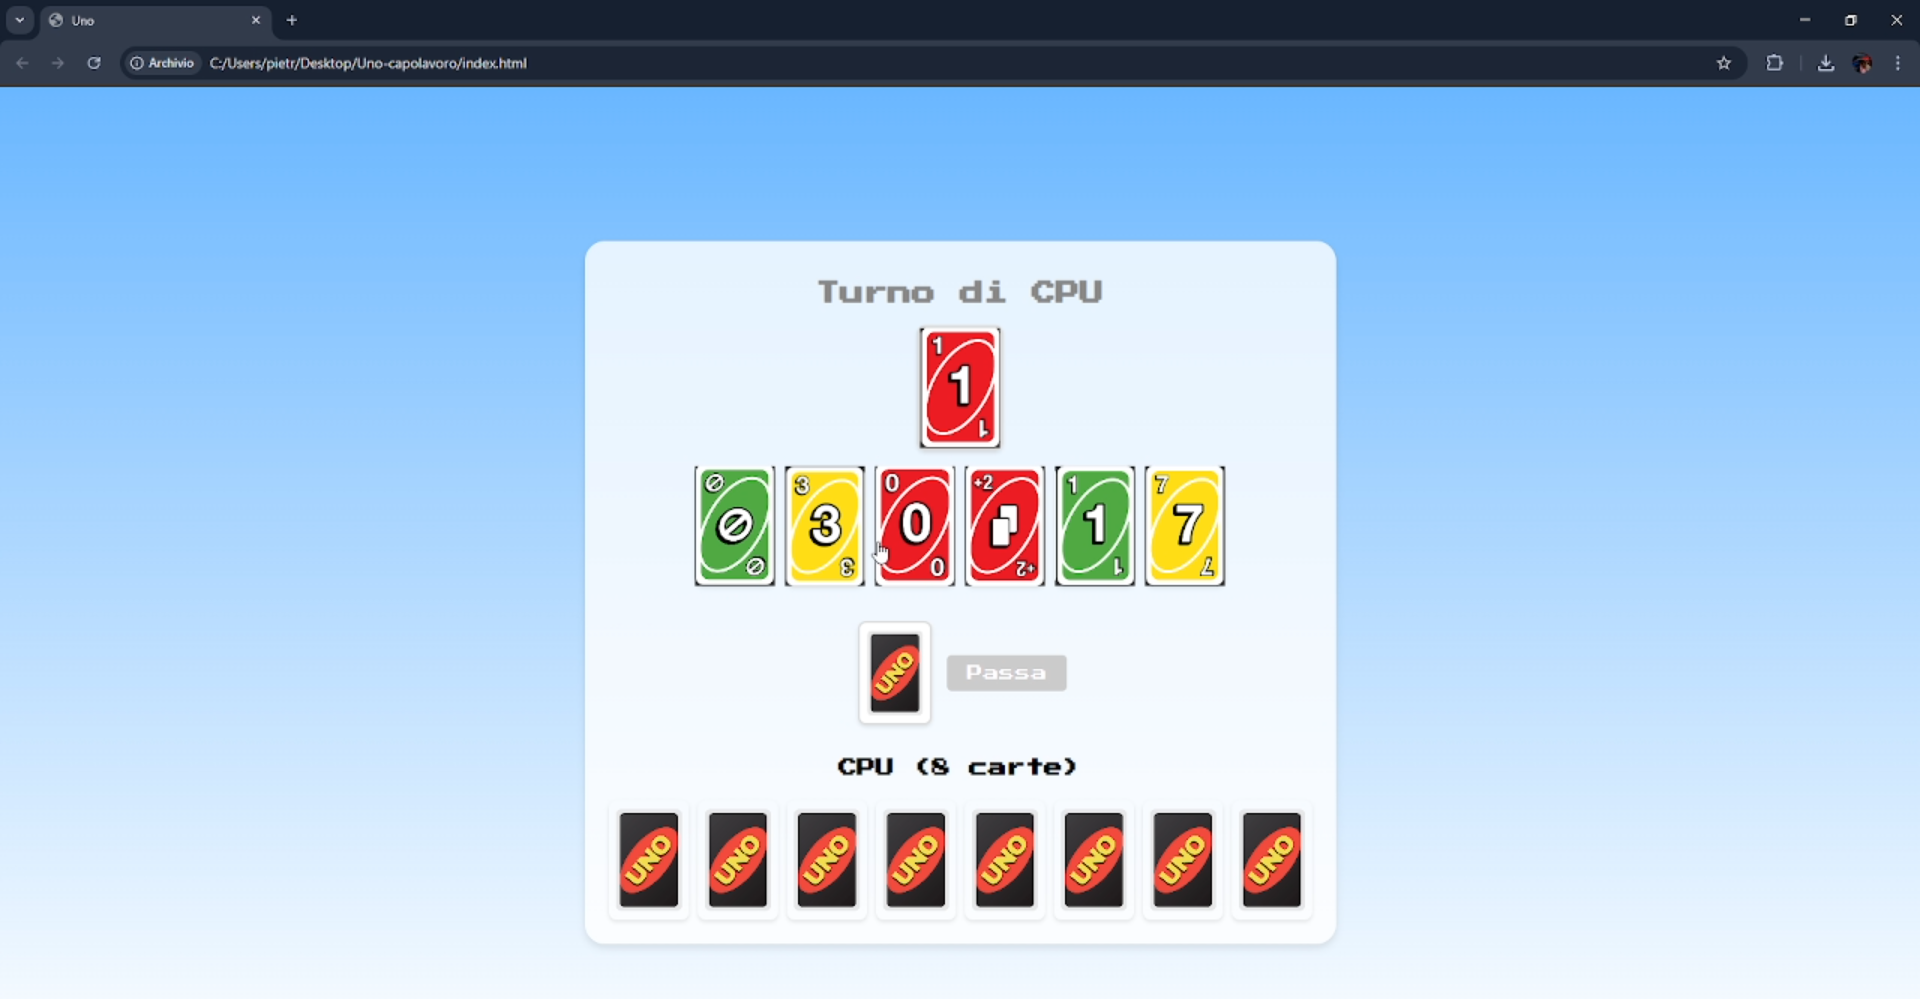 Uno
Archivio
C:/Users/pietr/Desktop/Uno-capolavoro/index.html
Turno di CPU
1
1
1
3
3
3
0
0
0
+2
+2
1
1
1
7
7
7
UNO
Passa
CPU (8 carte)
UNO
UNO
UNO
UNO
UNO
UNO
UNO
UNO